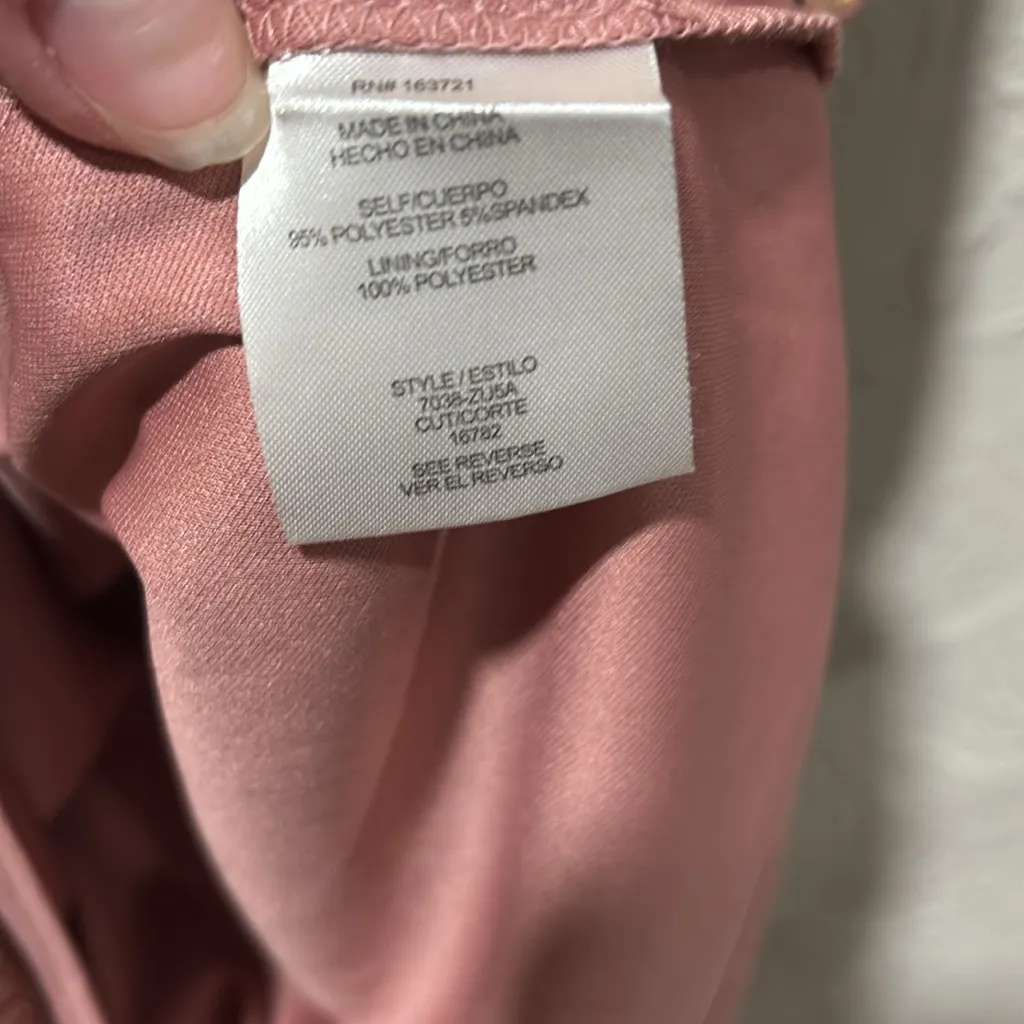 RN# 163721
MADE IN CHINA
HECHO EN CHINA
SELF/CUERPO
95% POLYESTER 5%SPANDEX
LINING/FORRO
100% POLYESTER
STYLE / ESTILO
7038-ZU5A
CUT/CORTE
16782
SEE REVERSE
VER EL REVERSO